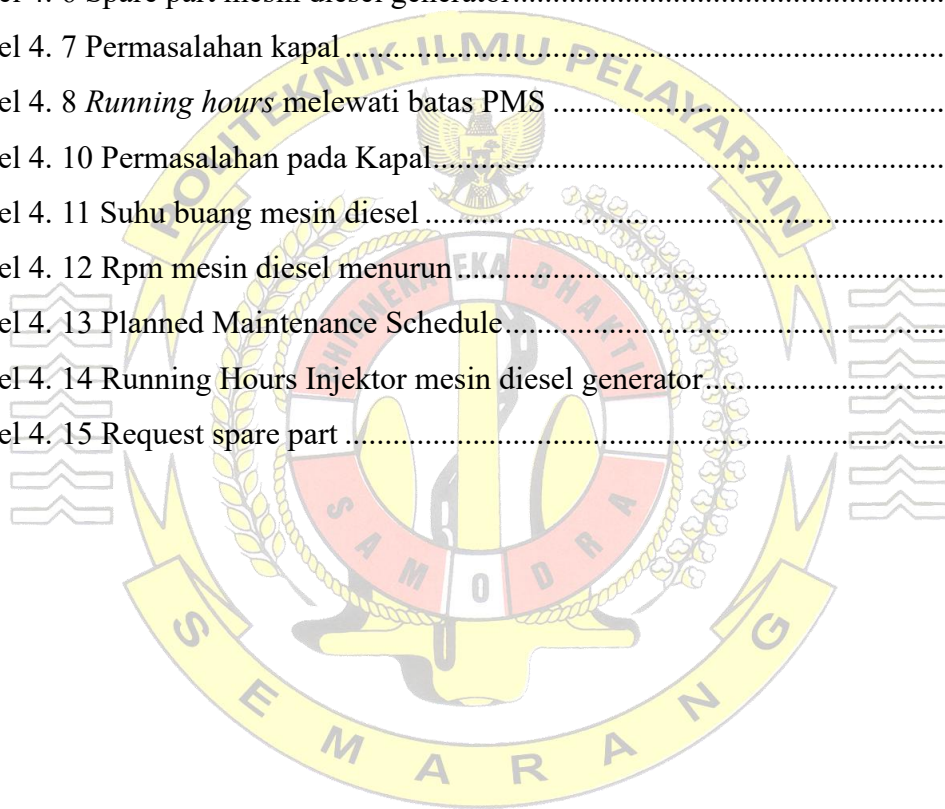 el 4. 6 Spare part mesin diesel generator
el 4. 7 Permasalahan kapal
el 4. 8 Running hours melewati batas PMS
el 4. 10 Permasalahan pada Kapal
el 4. 11 Suhu buang mesin diesel
el 4. 12 Rpm mesin diesel menurun
el 4. 13 Planned Maintenance Schedule
el 4. 14 Running Hours Injektor mesin diesel generator
el 4. 15 Request spare part
POLITEKNIK ILMU PELAYARAN
BHINNEKA EKA BHAKTI
SAMODRA
SEMARANG